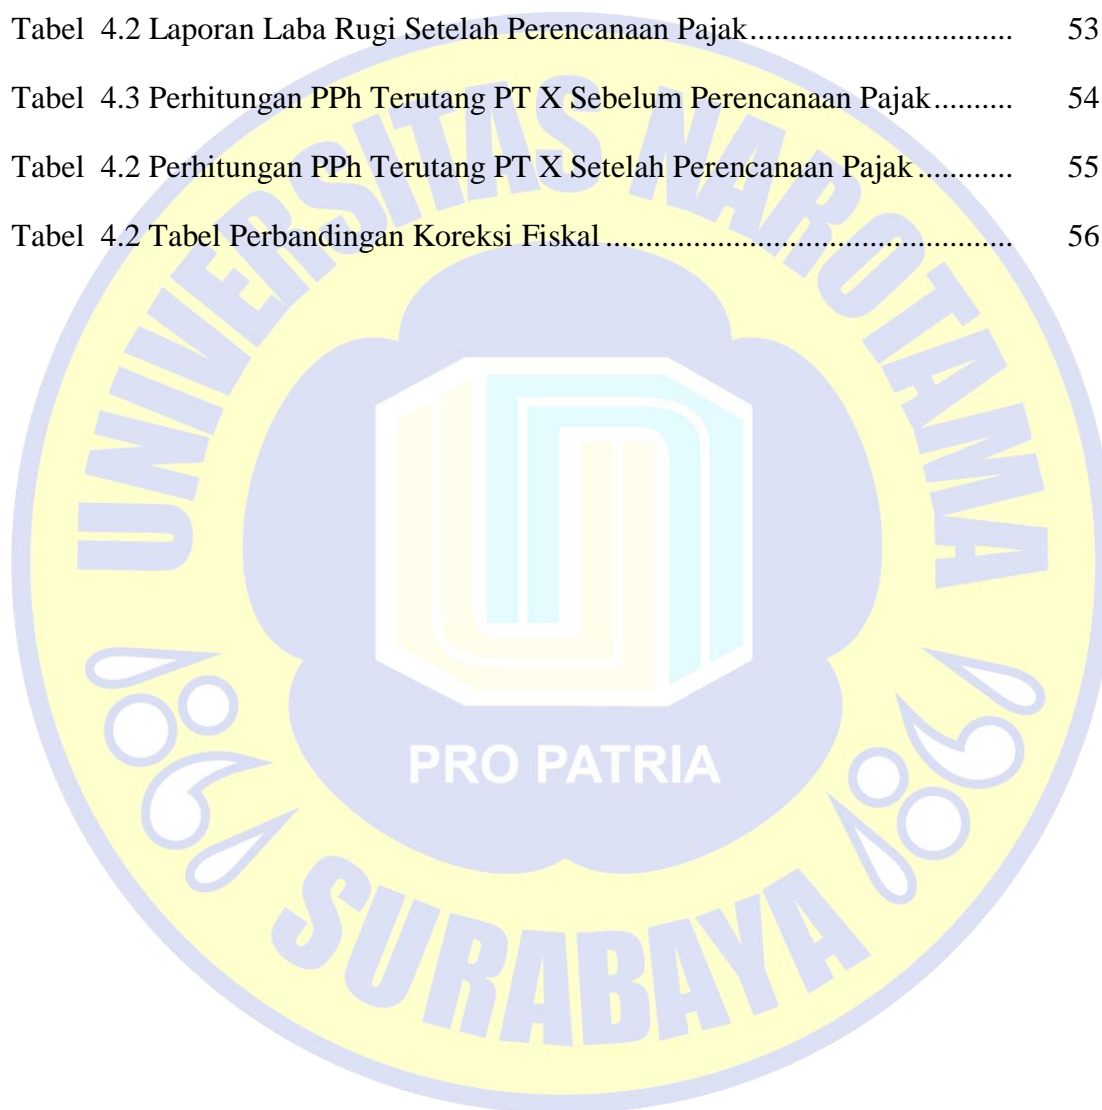 Tabel 4.2 Laporan Laba Rugi Setelah Perencanaan Pajak................................. 53
Tabel 4.3 Perhitungan PPh Terutang PT X Sebelum Perencanaan Pajak.......... 54
Tabel 4.2 Perhitungan PPh Terutang PT X Setelah Perencanaan Pajak ............ 55
Tabel 4.2 Tabel Perbandingan Koreksi Fiskal ................................................... 56
UNIVERSITAS NAROTAMA
PRO PATRIA
SURABAYA